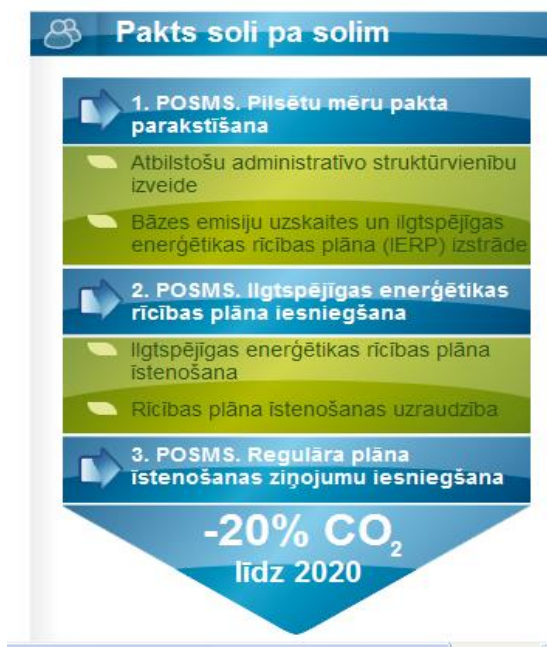 Pakts soli pa solim
1. POSMS. Pilsētu mēru pakta
parakstīšana
Atbilstošu administratīvo struktūrvienību
izveide
Bāzes emisiju uzskaites un ilgtspējīgas
enerģētikas rīcības plāna (IERP) izstrāde
2. POSMS. Ilgtspējīgas enerģētikas
rīcības plāna iesniegšana
Ilgtspējīgas enerģētikas rīcības plāna
īstenošana
Rīcības plāna īstenošanas uzraudzība
3. POSMS. Regulāra plāna
īstenošanas ziņojumu iesniegšana
-20% CO₂
līdz 2020